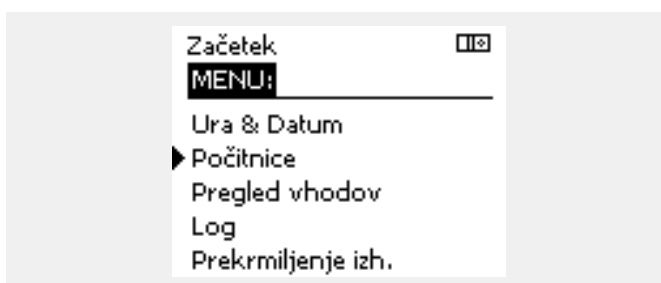 Začetek
MENU:
Ura & Datum
Počitnice
Pregled vhodov
Log
Prekrmiljenje izh.